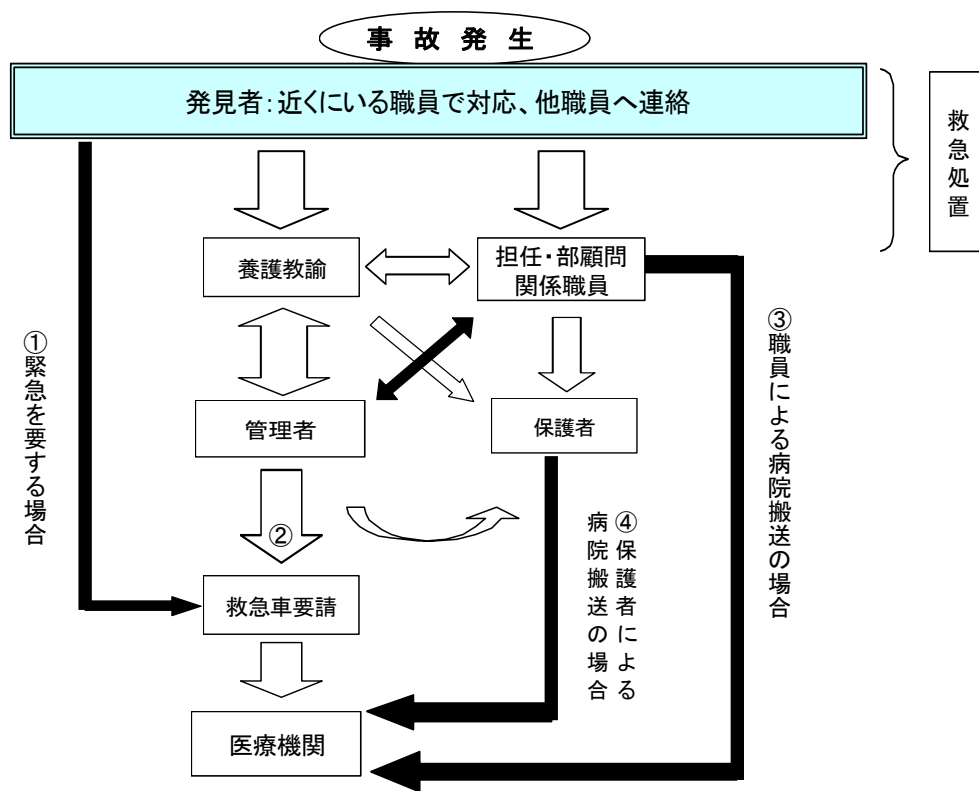 事故発生
発見者：近くにいる職員で対応、他職員へ連絡
救急処置
養護教諭
担任・部顧問
関係職員
①緊急を要する場合
③職員による病院搬送の場合
管理者
保護者
②
④保護者による
病院搬送の場合
救急車要請
医療機関